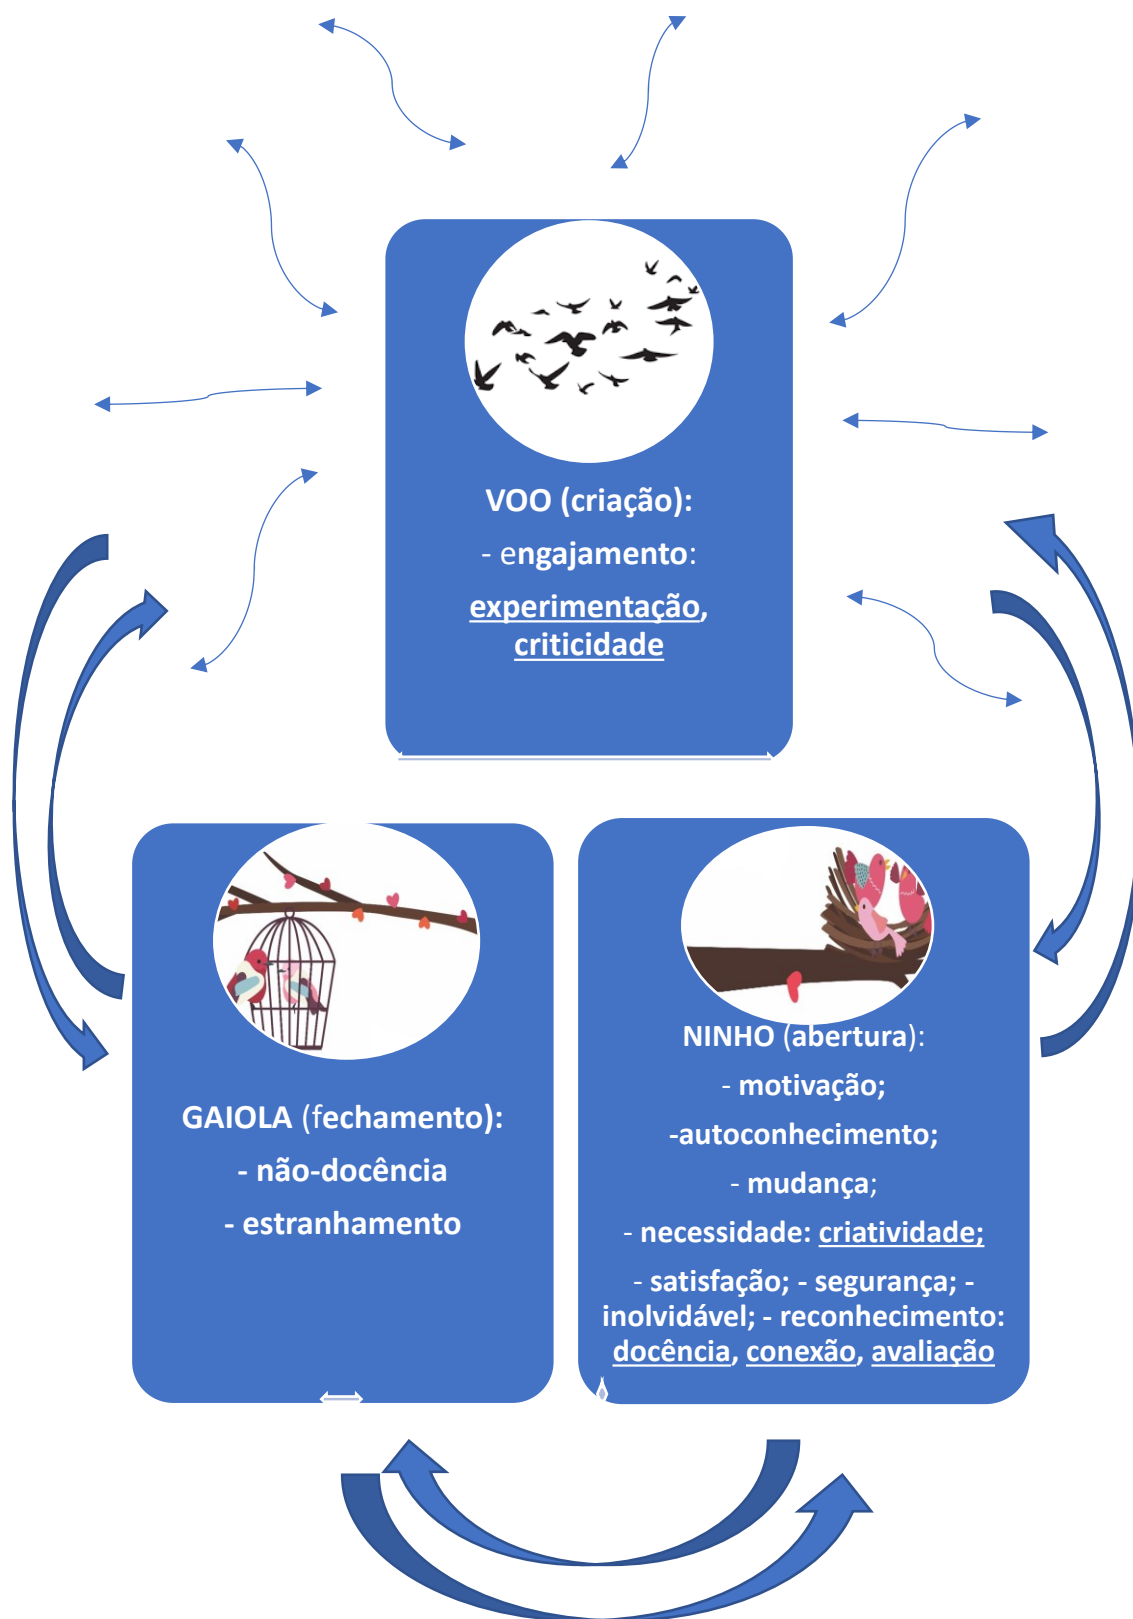 VOO (criação):
- engajamento:
experimentação,
criticidade
GAIOLA (fechamento):
- não-docência
- estranhamento
NINHO (abertura):
- motivação;
-autoconhecimento;
- mudança;
- necessidade: criatividade;
- satisfação; - segurança; -
inolvidável; - reconhecimento:
docência, conexão, avaliação